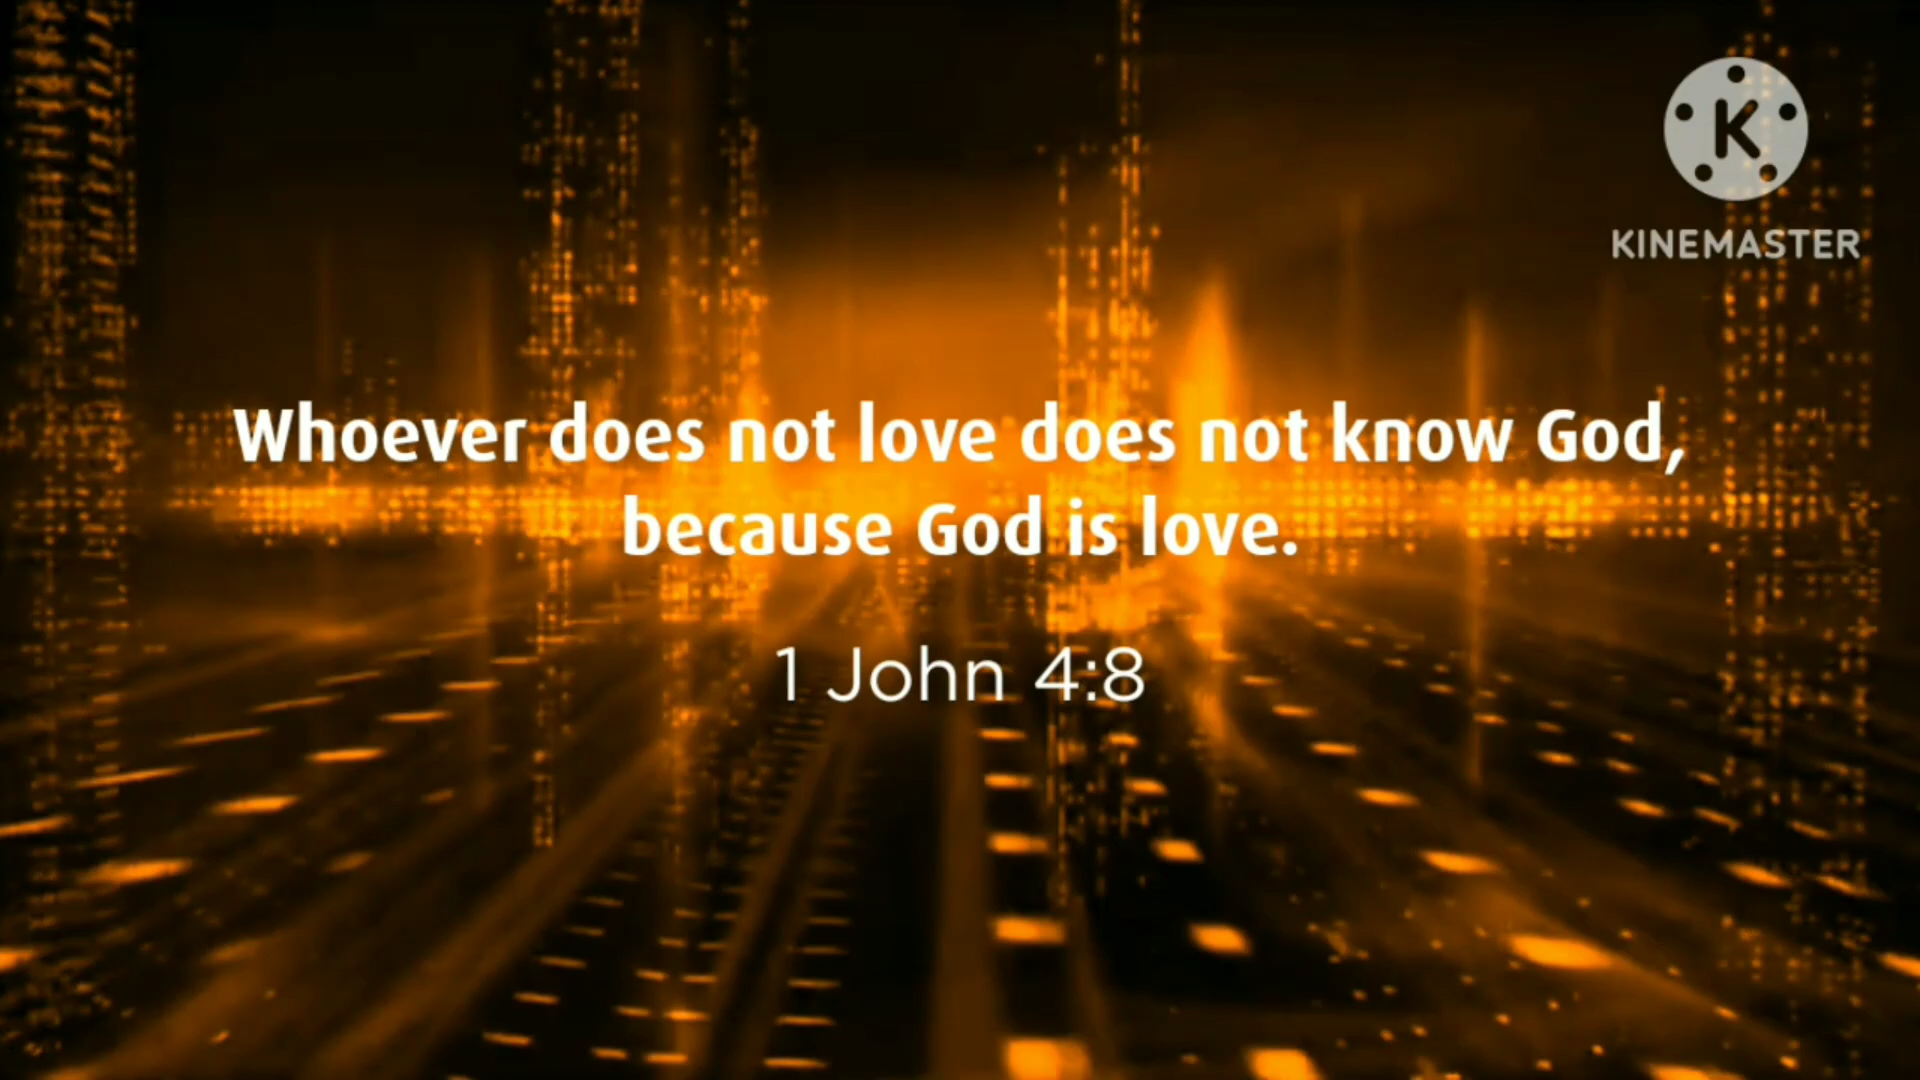 K
KINEMASTER
Whoever does not love does not know God,
because God is love.
1 John 4:8